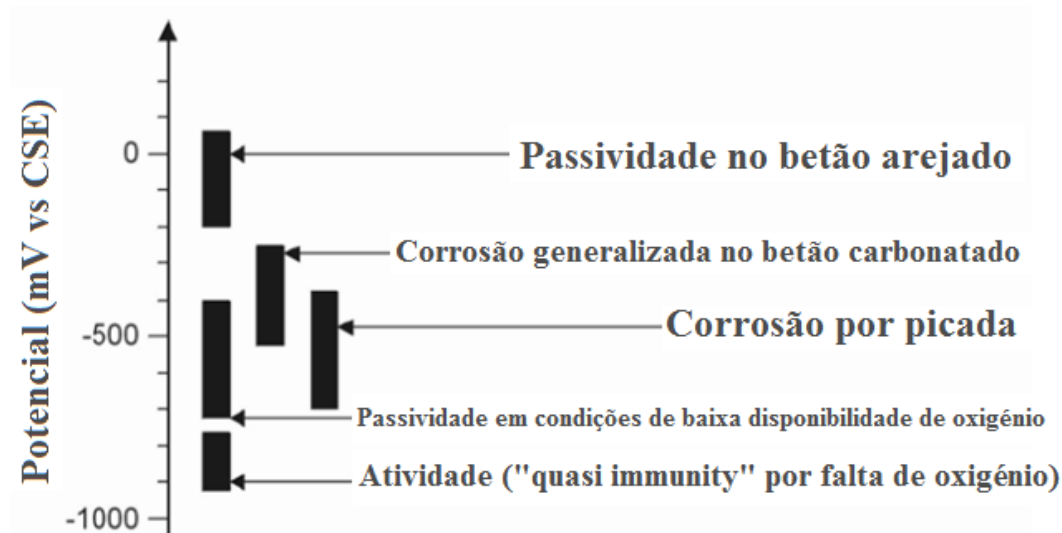 Potencial (mV vs CSE)
0
Passividade no betão arejado
Corrosão generalizada no betão carbonatado
Corrosão por picada
-500
Passividade em condições de baixa disponibilidade de oxigénio
Atividade ("quasi immunity" por falta de oxigénio)
-1000